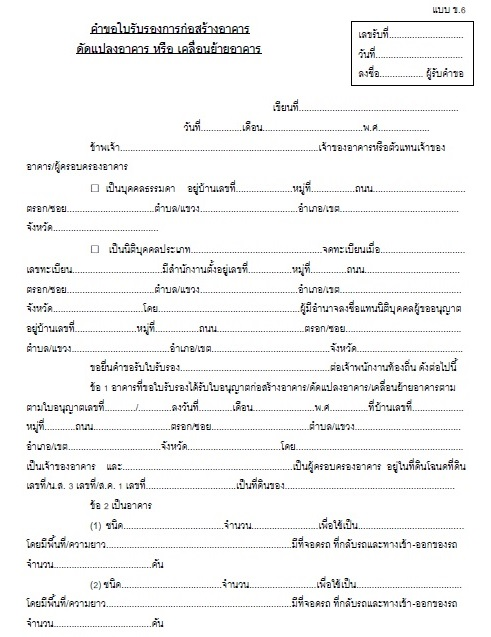 แบบ ข.๖
คำขอใบรับรองการก่อสร้างอาคาร
ดัดแปลงอาคาร หรือ เคลื่อนย้ายอาคาร
เลขรับที่............................
วันที่................................
ลงชื่อ................ ผู้รับคำขอ
เขียนที่............................................................
วันที่................เดือน......................................พ.ศ...................
ข้าพเจ้า..........................................................................เจ้าของอาคารหรือตัวแทนเจ้าของ
อาคาร/ผู้ครอบครองอาคาร
☐ เป็นบุคคลธรรมดา อยู่บ้านเลขที่.....................หมู่ที่................ถนน...................................
ตรอก/ซอย................................ตำบล/แขวง....................................อำเภอ/เขต............................................
จังหวัด........................................
☐ เป็นนิติบุคคลประเภท.................................................จดทะเบียนเมื่อ..............................
เลขทะเบียน.................................มีสำนักงานตั้งอยู่เลขที่................หมู่ที่.............ถนน...................................
ตรอก/ซอย................................ตำบล/แขวง....................................อำเภอ/เขต............................................
จังหวัด................................โดย.....................................................ผู้มีอำนาจลงชื่อแทนนิติบุคคลผู้ขออนุญาต
อยู่บ้านเลขที่......................หมู่ที่................ถนน................................ตรอก/ซอย...........................................
ตำบล/แขวง.....................................อำเภอ/เขต...........................................จังหวัด.......................................
ขอยื่นคำขอรับใบรับรอง.......................................................ต่อเจ้าพนักงานท้องถิ่น ดังต่อไปนี้
ข้อ 1 อาคารที่ขอใบรับรองได้รับใบอนุญาตก่อสร้างอาคาร/ดัดแปลงอาคาร/เคลื่อนย้ายอาคารตาม
ตามใบอนุญาตเลขที่............/............ลงวันที่............เดือน.......................พ.ศ..............ที่บ้านเลขที่...................
หมู่ที่...........ถนน............................ตรอก/ซอย...................................ตำบล/แขวง........................................
อำเภอ/เขต..................................จังหวัด...................................โดย...............................................................
เป็นเจ้าของอาคาร และ...............................................................เป็นผู้ครอบครองอาคาร อยู่ในที่ดินโฉนดที่ดิน
เลขที่/น.ส. 3 เลขที่/ส.ค. 1 เลขที่..................................เป็นที่ดินของ...............................................................
ข้อ 2 เป็นอาคาร
(1) ชนิด.....................................จำนวน.........................เพื่อใช้เป็น........................................
โดยมีพื้นที่/ความยาว.....................................................................มีที่จอดรถ ที่กลับรถและทางเข้า-ออกของรถ
จำนวน.....................................คัน
(2) ชนิด.....................................จำนวน.........................เพื่อใช้เป็น........................................
โดยมีพื้นที่/ความยาว.....................................................................มีที่จอดรถ ที่กลับรถและทางเข้า-ออกของรถ
จำนวน.....................................คัน